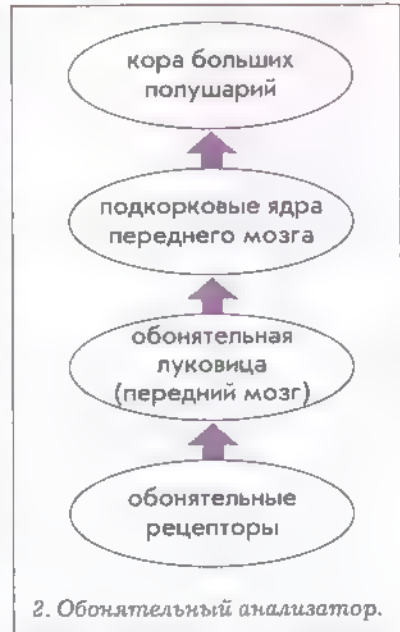 кора больших
полушарий
подкорковые ядра
переднего мозга
обонятельная
луковица
(передний мозг)
обонятельные
рецепторы
2. Обонятельный анализатор.